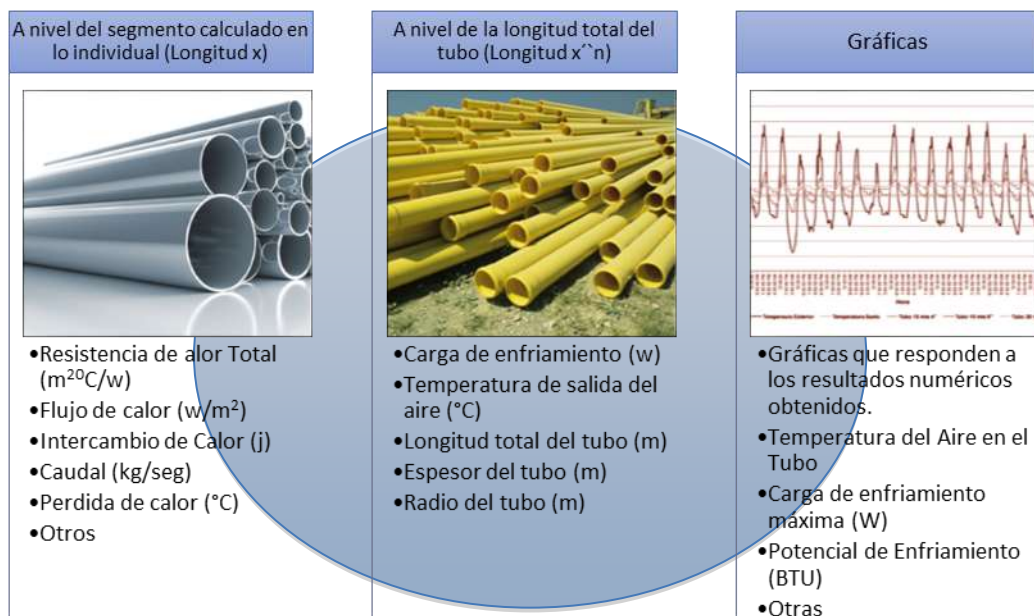 A nivel del segmento calculado en
lo individual (Longitud x)
•Resistencia de alor Total
(m²⁰C/w)
•Flujo de calor (w/m²)
•Intercambio de Calor (j)
•Caudal (kg/seg)
•Perdida de calor (°C)
•Otros
A nivel de la longitud total del
tubo (Longitud x´`n)
•Carga de enfriamiento (w)
•Temperatura de salida del
aire (°C)
•Longitud total del tubo (m)
•Espesor del tubo (m)
•Radio del tubo (m)
Gráficas
•Gráficas que responden a
los resultados numéricos
obtenidos.
•Temperatura del Aire en el
Tubo
•Carga de enfriamiento
máxima (W)
•Potencial de Enfriamiento
(BTU)
•Otras